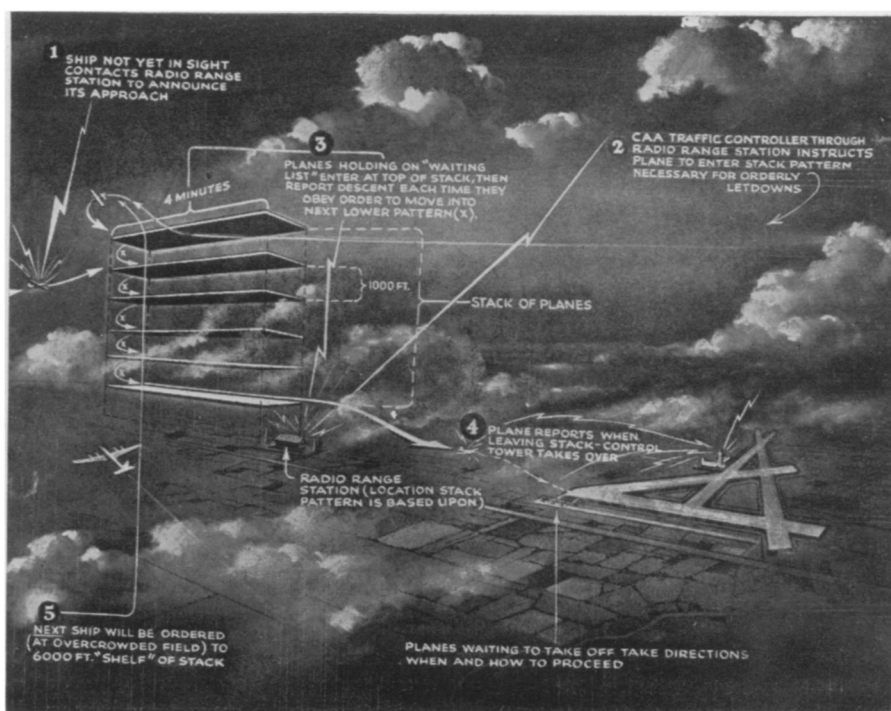 1 SHIP NOT YET IN SIGHT
CONTACTS RADIO RANGE
STATION TO ANNOUNCE
ITS APPROACH
2 CAA TRAFFIC CONTROLLER THROUGH
RADIO RANGE STATION INSTRUCTS
PLANE TO ENTER STACK PATTERN
NECESSARY FOR ORDERLY
LETDOWNS
3
PLANES HOLDING ON "WAITING
LIST" ENTER AT TOP OF STACK, THEN
REPORT DESCENT EACH TIME THEY
OBEY ORDER TO MOVE INTO
NEXT LOWER PATTERN (X).
4 MINUTES
X
X
X
X
X
1000 FT.
STACK OF PLANES
4
PLANE REPORTS WHEN
LEAVING STACK-CONTROL
TOWER TAKES OVER
RADIO RANGE
STATION (LOCATION STACK
PATTERN IS BASED UPON)
5
NEXT SHIP WILL BE ORDERED
(AT OVERCROWDED FIELD) TO
6000 FT. "SHELF" OF STACK
PLANES WAITING TO TAKE OFF TAKE DIRECTIONS
WHEN AND HOW TO PROCEED